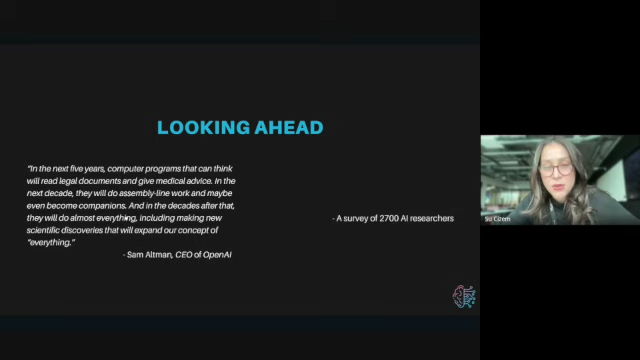 LOOKING AHEAD
"In the next five years, computer programs that can think
will read legal documents and give medical advice. In the
next decade, they will do assembly-line work and maybe
even become companions. And in the decades after that,
they will do almost everything, including making new
scientific discoveries that will expand our concept of
"everything."
- Sam Altman, CEO of OpenAI
- A survey of 2700 AI researchers